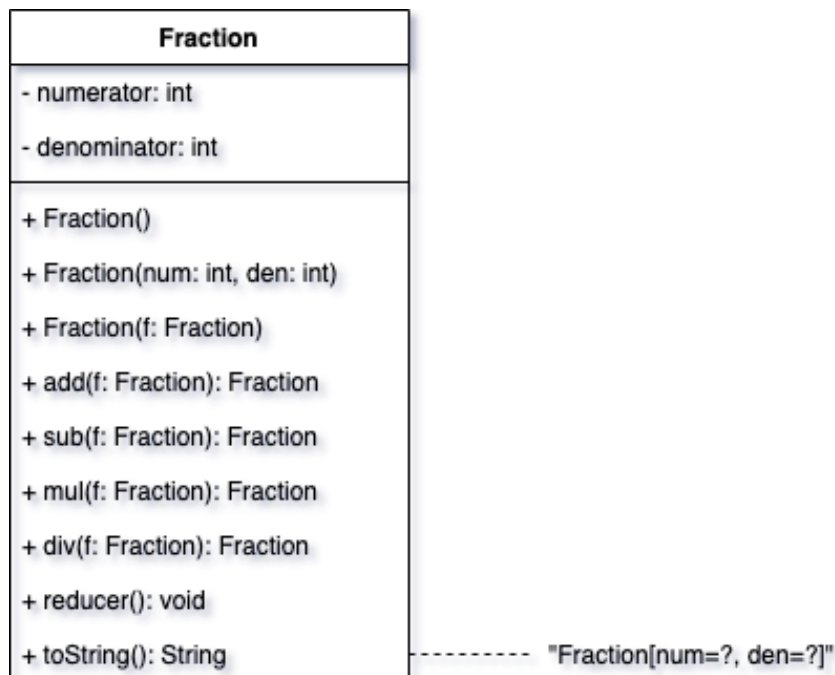 Fraction
- numerator: int
- denominator: int
+ Fraction()
+ Fraction(num: int, den: int)
+ Fraction(f: Fraction)
+ add(f: Fraction): Fraction
+ sub(f: Fraction): Fraction
+ mul(f: Fraction): Fraction
+ div(f: Fraction): Fraction
+ reducer(): void
+ toString(): String "Fraction[num=?, den=?]"